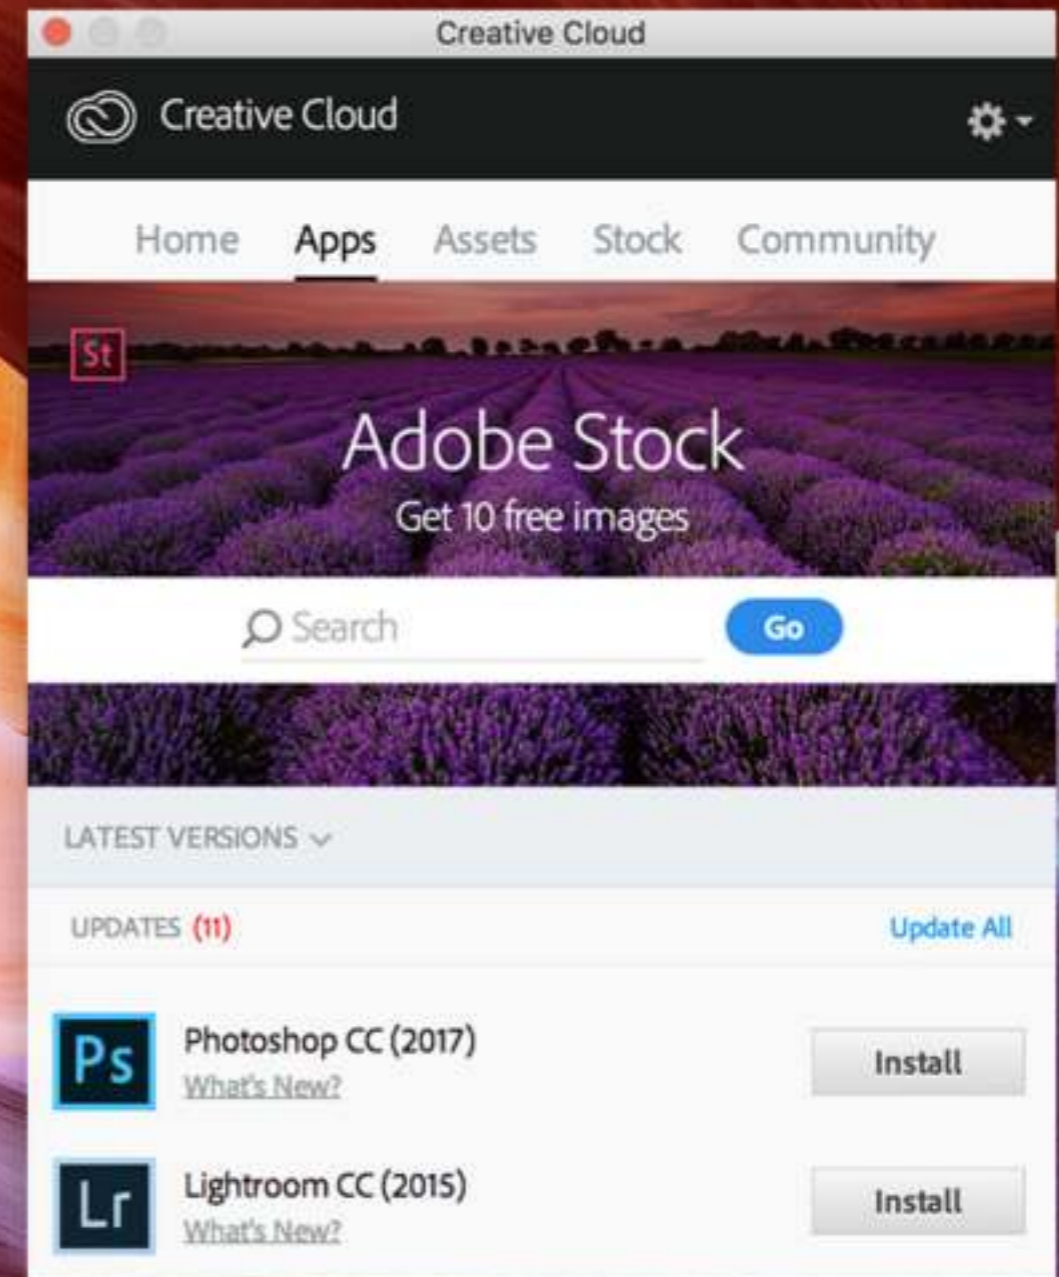 Creative Cloud
Creative Cloud
Home Apps Assets Stock Community
St
Adobe Stock
Get 10 free images
Search Go
LATEST VERSIONS
UPDATES (11) Update All
Ps Photoshop CC (2017) Install
What's New?
Lr Lightroom CC (2015) Install
What's New?